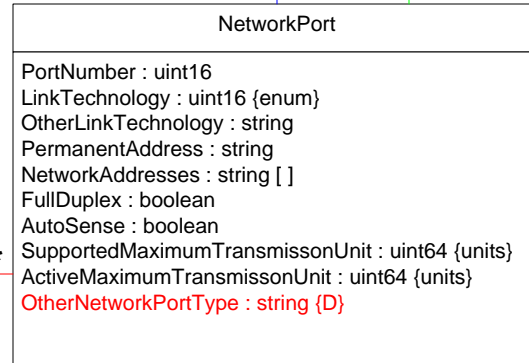 NetworkPort
PortNumber : uint16
LinkTechnology : uint16 {enum}
OtherLinkTechnology : string
PermanentAddress : string
NetworkAddresses : string [ ]
FullDuplex : boolean
AutoSense : boolean
SupportedMaximumTransmissonUnit : uint64 {units}
ActiveMaximumTransmissonUnit : uint64 {units}
OtherNetworkPortType : string {D}